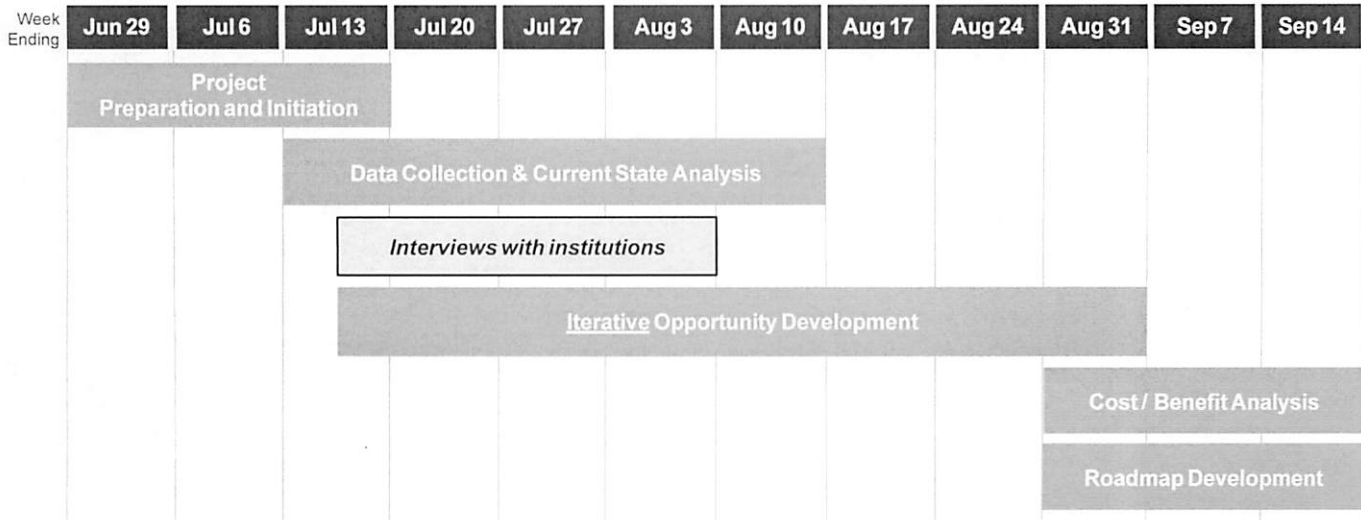 Week
Ending
Jun 29 Jul 6 Jul 13 Jul 20 Jul 27 Aug 3 Aug 10 Aug 17 Aug 24 Aug 31 Sep 7 Sep 14
Project
Preparation and Initiation
Data Collection & Current State Analysis
Interviews with institutions
Iterative Opportunity Development
Cost / Benefit Analysis
Roadmap Development